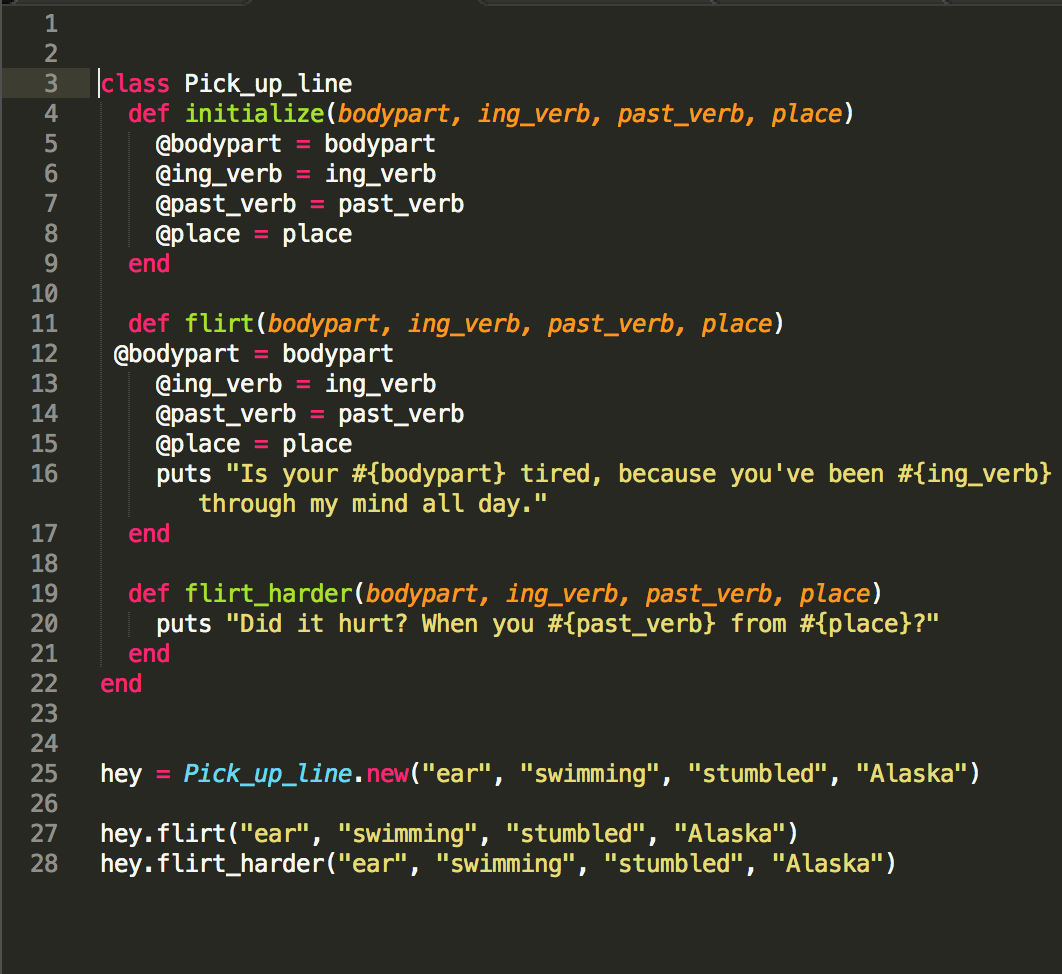 1
2
3 class Pick_up_line
4   def initialize(bodypart, ing_verb, past_verb, place)
5     @bodypart = bodypart
6     @ing_verb = ing_verb
7     @past_verb = past_verb
8     @place = place
9   end
10
11   def flirt(bodypart, ing_verb, past_verb, place)
12  @bodypart = bodypart
13     @ing_verb = ing_verb
14     @past_verb = past_verb
15     @place = place
16     puts "Is your #{bodypart} tired, because you've been #{ing_verb}
        through my mind all day."
17   end
18
19   def flirt_harder(bodypart, ing_verb, past_verb, place)
20     puts "Did it hurt? When you #{past_verb} from #{place}?"
21   end
22 end
23
24
25 hey = Pick_up_line.new("ear", "swimming", "stumbled", "Alaska")
26
27 hey.flirt("ear", "swimming", "stumbled", "Alaska")
28 hey.flirt_harder("ear", "swimming", "stumbled", "Alaska")